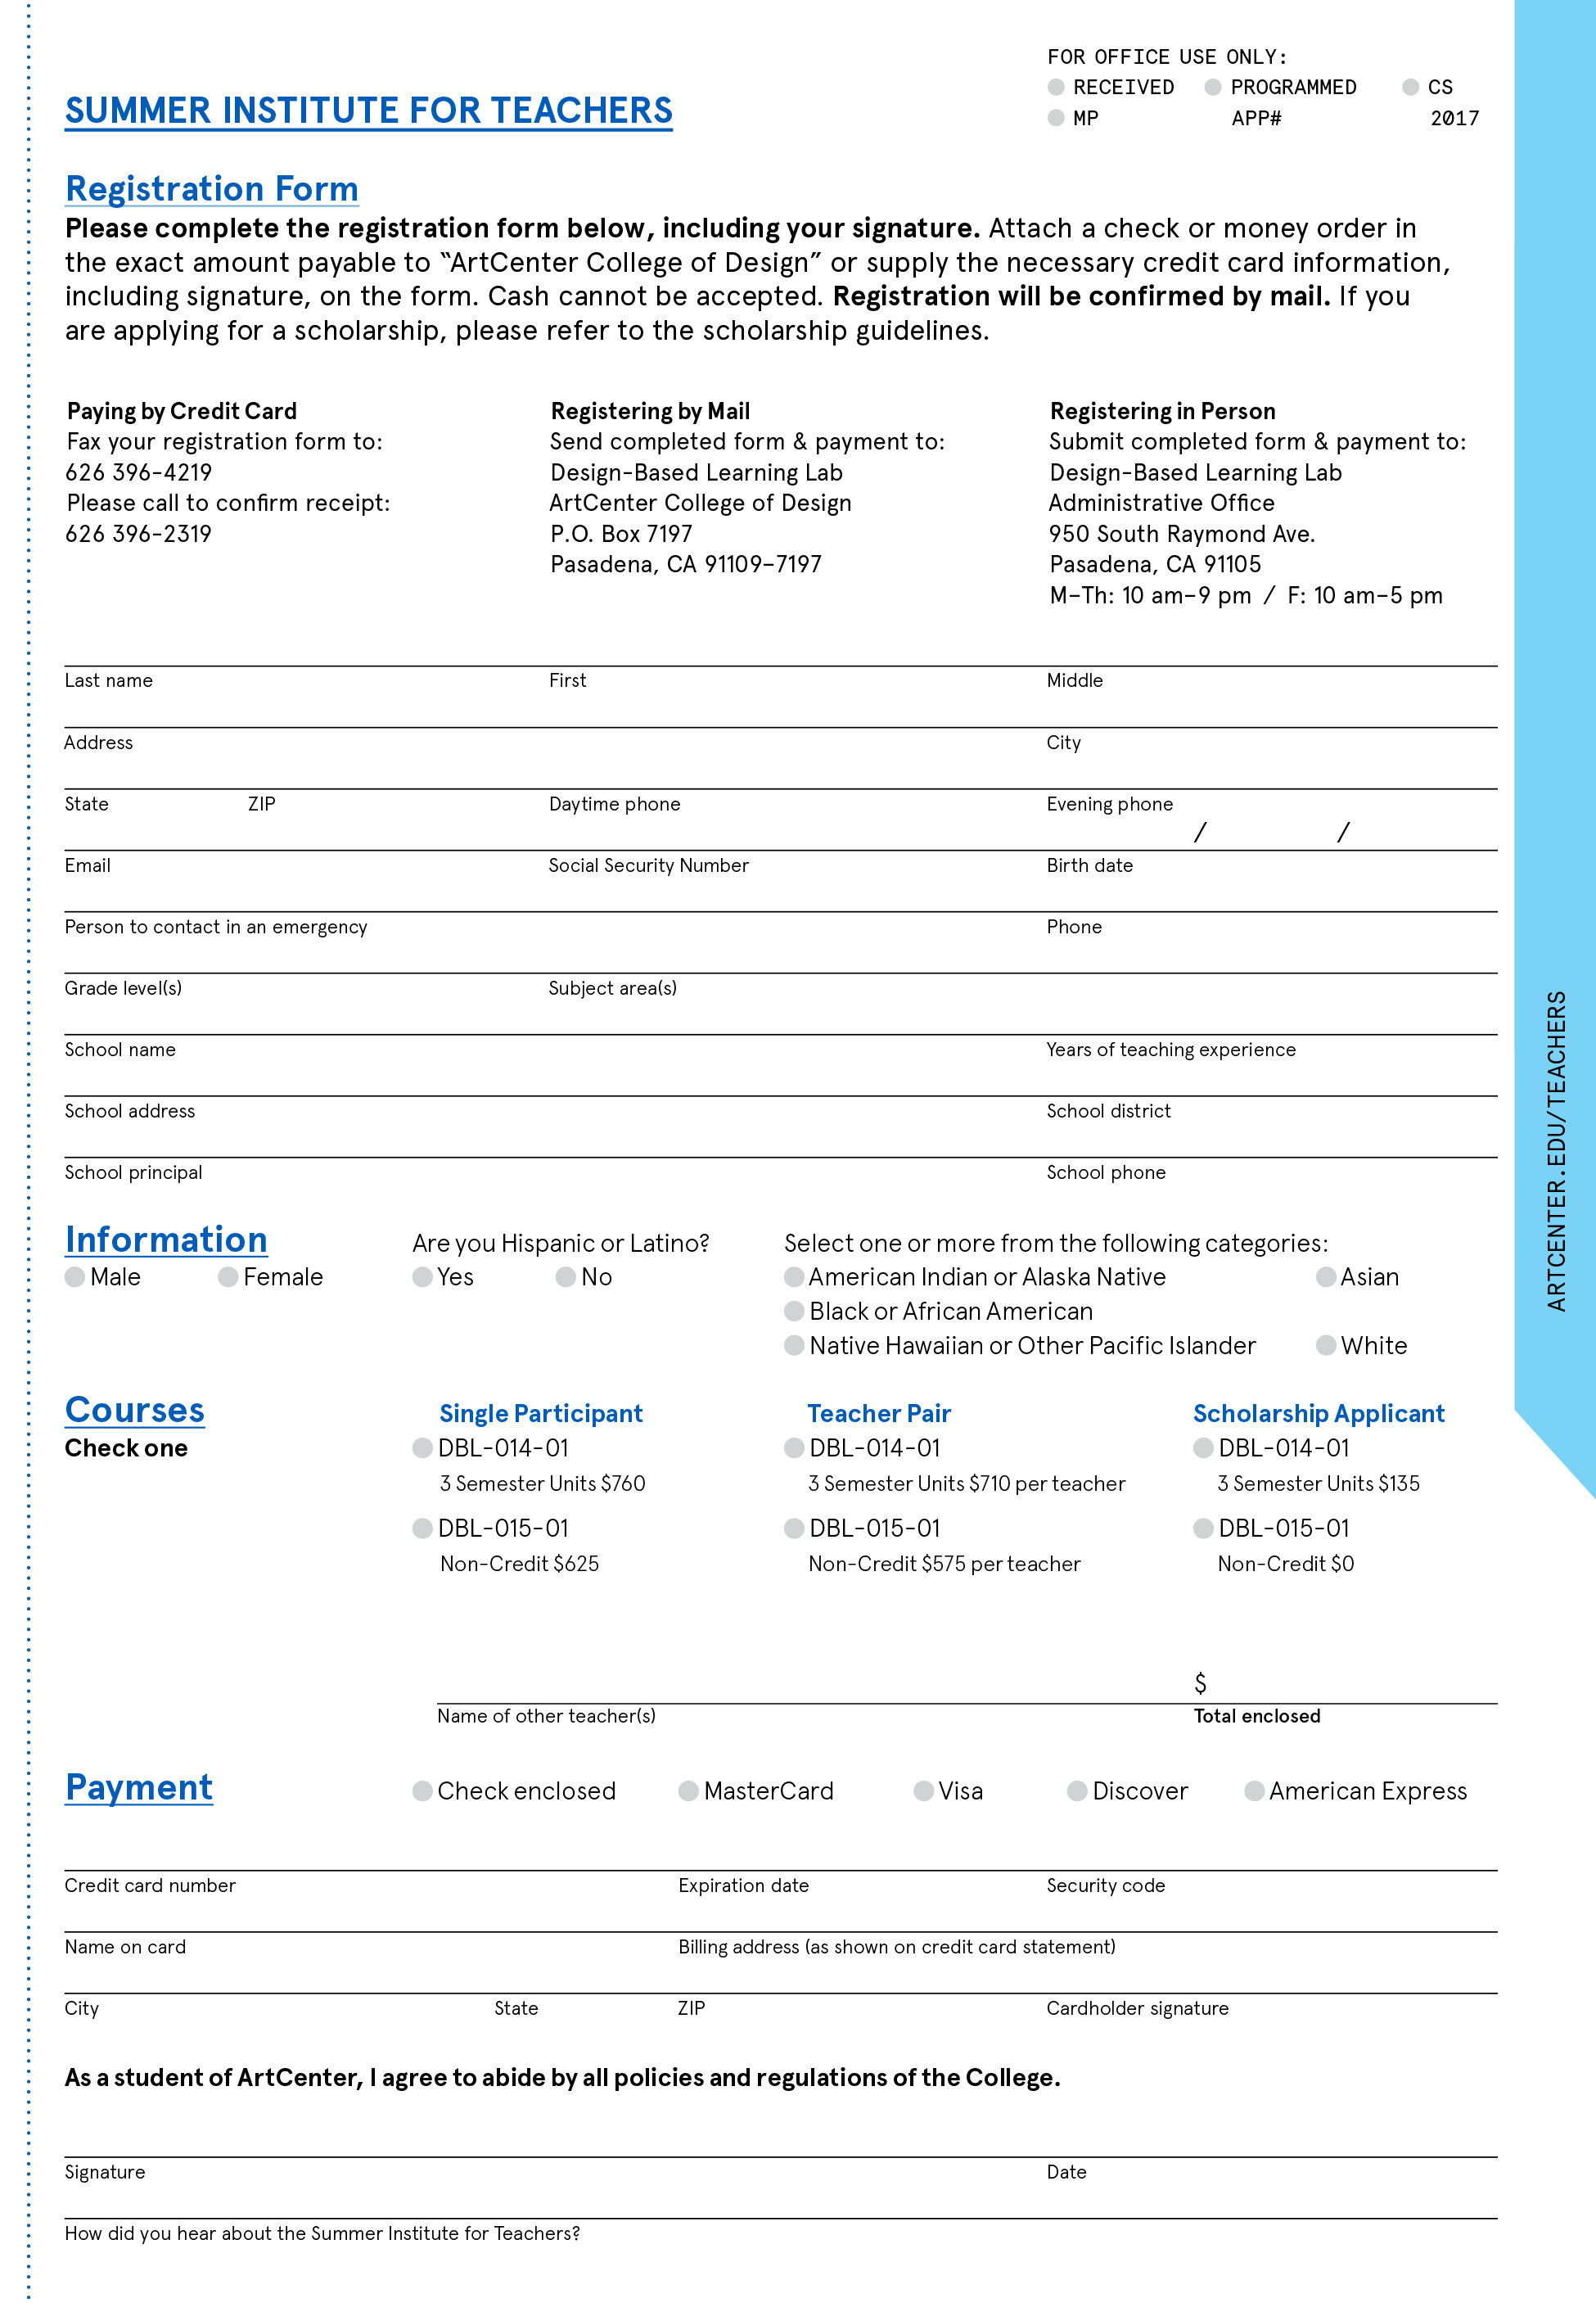 FOR OFFICE USE ONLY:
RECEIVED PROGRAMMED CS
MP APP# 2017
SUMMER INSTITUTE FOR TEACHERS
Registration Form
Please complete the registration form below, including your signature. Attach a check or money order in
the exact amount payable to “ArtCenter College of Design” or supply the necessary credit card information,
including signature, on the form. Cash cannot be accepted. Registration will be confirmed by mail. If you
are applying for a scholarship, please refer to the scholarship guidelines.
Paying by Credit Card
Fax your registration form to:
626 396-4219
Please call to confirm receipt:
626 396-2319
Registering by Mail
Send completed form & payment to:
Design-Based Learning Lab
ArtCenter College of Design
P.O. Box 7197
Pasadena, CA 91109–7197
Registering in Person
Submit completed form & payment to:
Design-Based Learning Lab
Administrative Office
950 South Raymond Ave.
Pasadena, CA 91105
M–Th: 10 am–9 pm / F: 10 am–5 pm
Last name First Middle
Address City
State ZIP Daytime phone Evening phone
/ /
Email Social Security Number Birth date
Person to contact in an emergency Phone
Grade level(s) Subject area(s)
School name Years of teaching experience
School address School district
School principal School phone
Information Are you Hispanic or Latino? Select one or more from the following categories:
Male Female Yes No American Indian or Alaska Native Asian
Black or African American
Native Hawaiian or Other Pacific Islander White
Courses Single Participant Teacher Pair Scholarship Applicant
Check one DBL-014-01 DBL-014-01 DBL-014-01
3 Semester Units $760 3 Semester Units $710 per teacher 3 Semester Units $135
DBL-015-01 DBL-015-01 DBL-015-01
Non-Credit $625 Non-Credit $575 per teacher Non-Credit $0
$
Name of other teacher(s) Total enclosed
Payment Check enclosed MasterCard Visa Discover American Express
Credit card number Expiration date Security code
Name on card Billing address (as shown on credit card statement)
City State ZIP Cardholder signature
As a student of ArtCenter, I agree to abide by all policies and regulations of the College.
Signature Date
How did you hear about the Summer Institute for Teachers?
ARTCENTER.EDU/TEACHERS